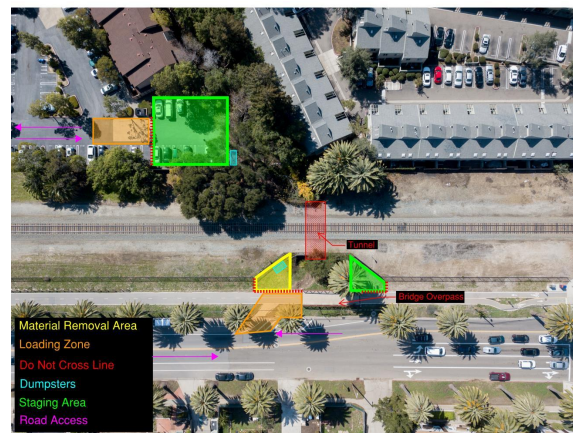 Tunnel
Bridge Overpass
Material Removal Area
Loading Zone
Do Not Cross Line
Dumpsters
Staging Area
Road Access